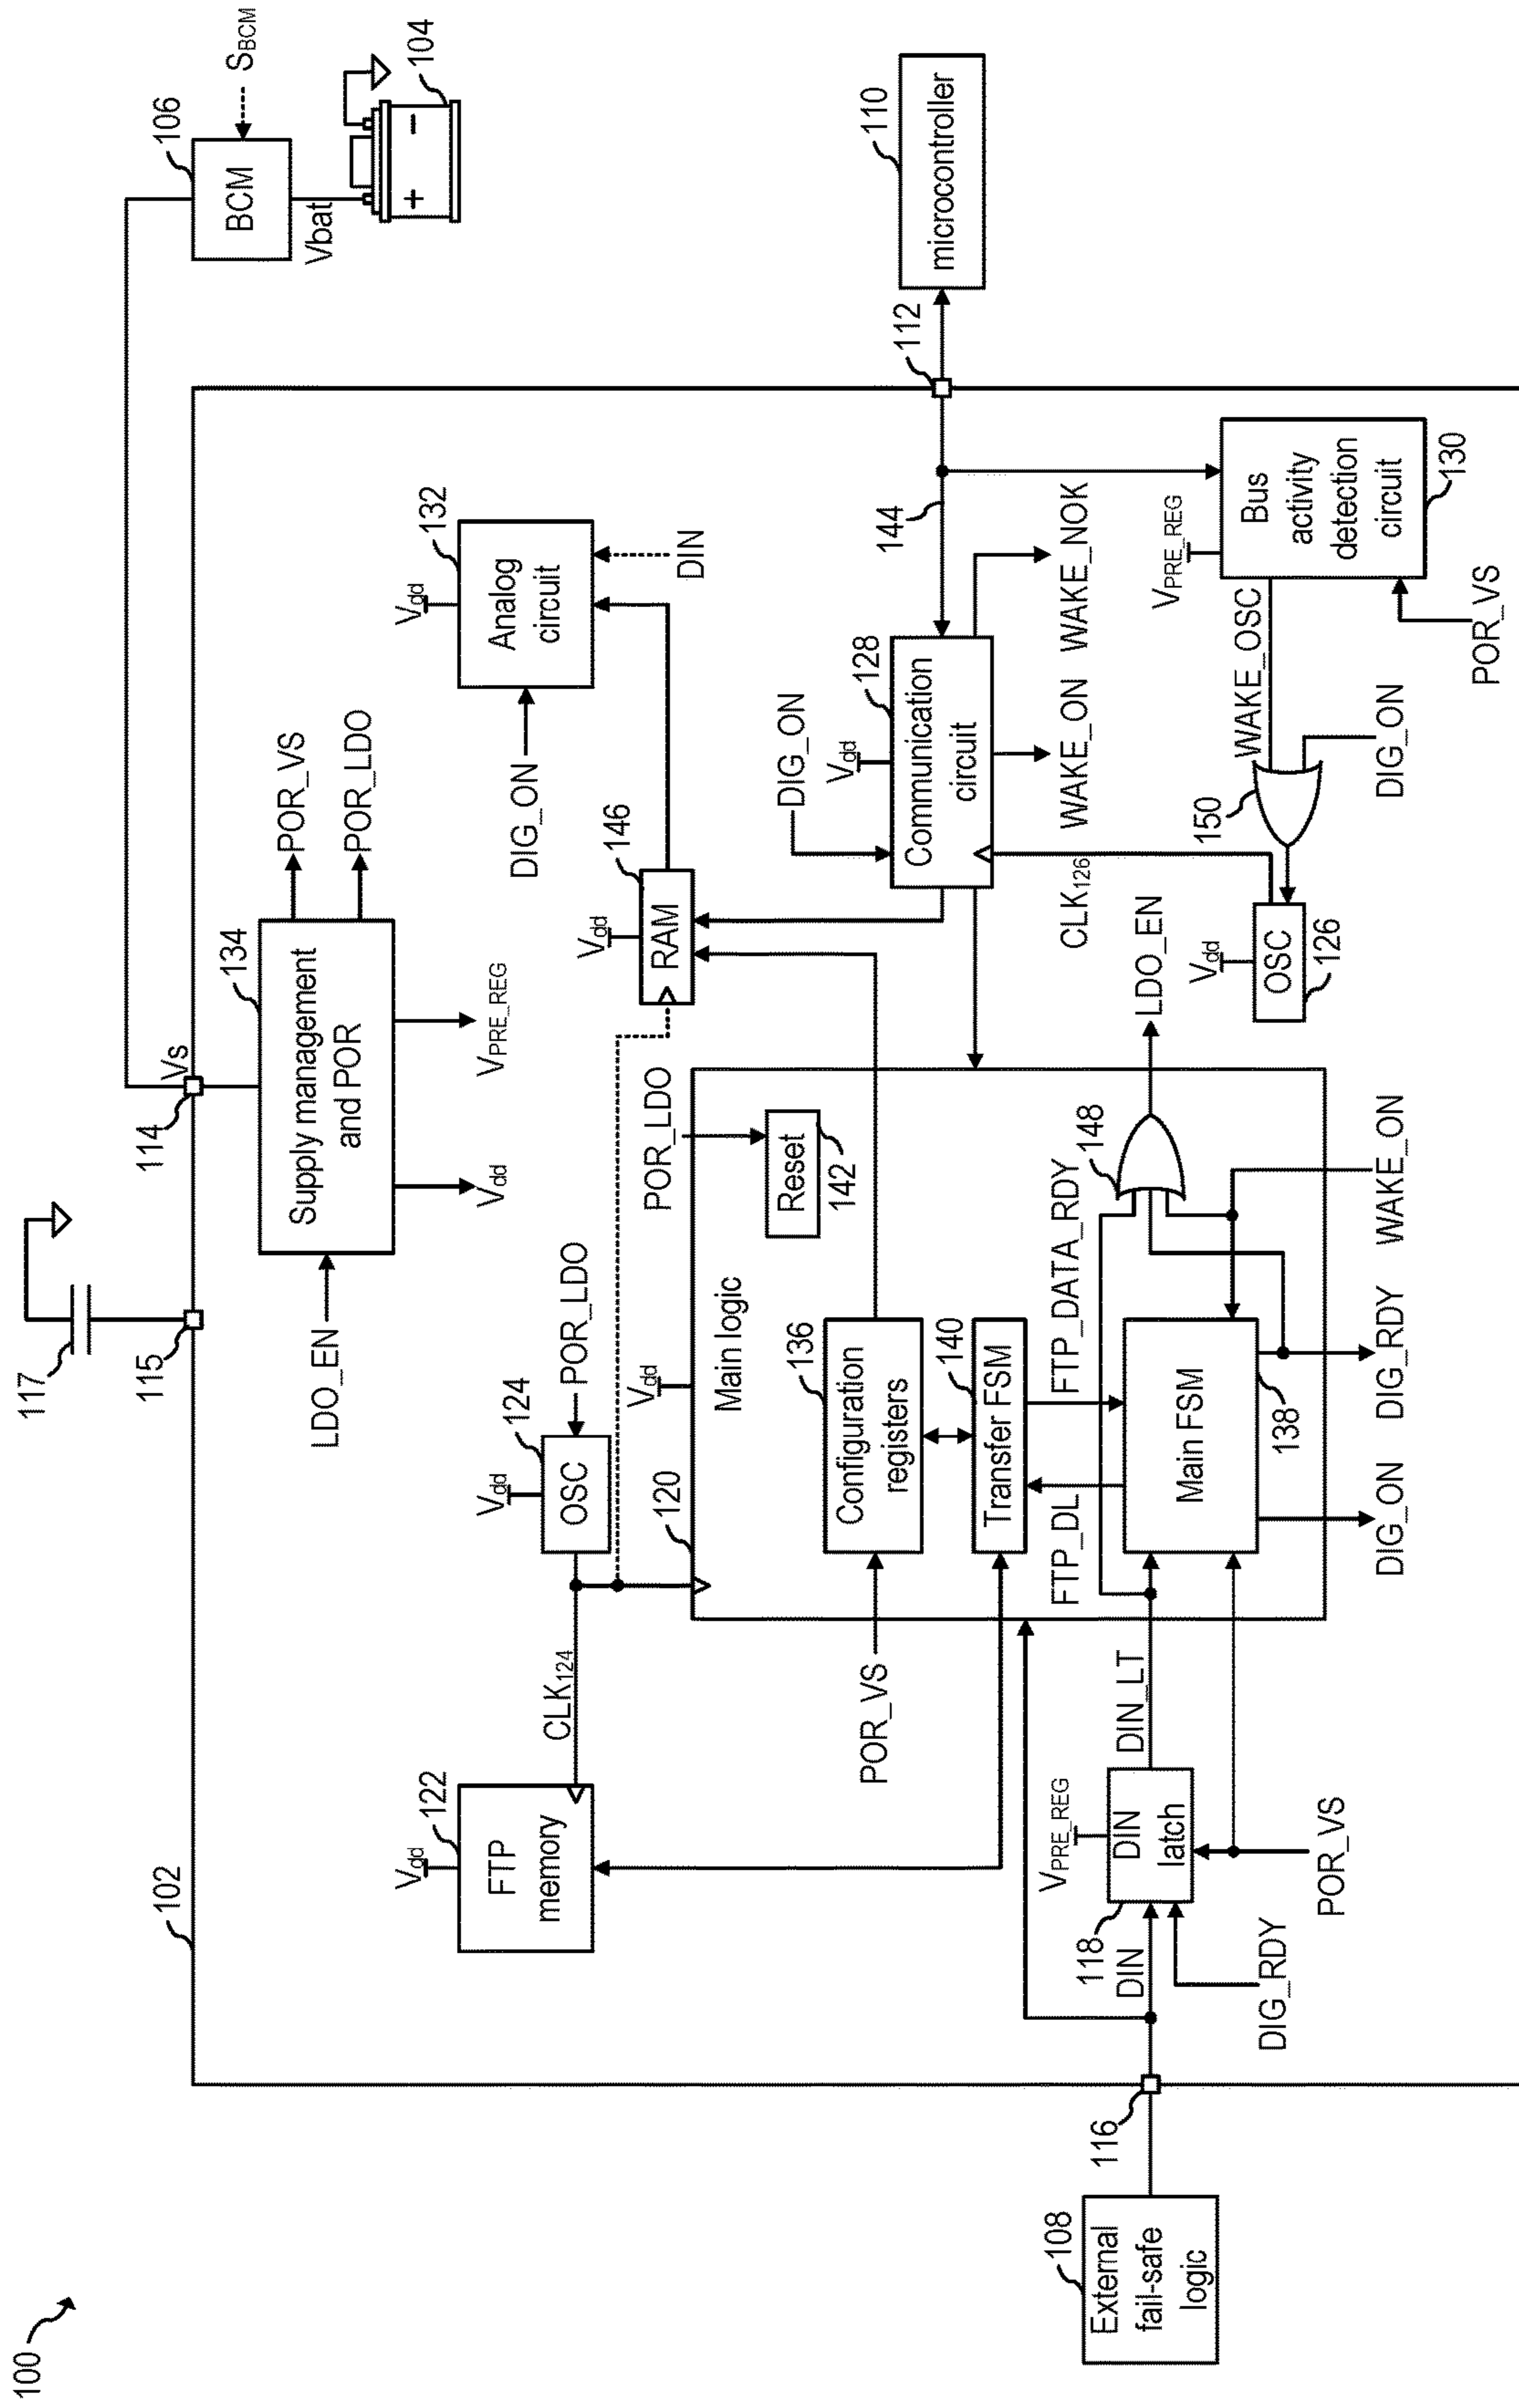 100
102
117
115
114
Vs
106
BCM
SBCM
Vbat
+
−
104
LDO_EN
134
Supply management
and POR
POR_VS
POR_LDO
Vdd
VPRE_REG
122
Vdd
FTP
memory
CLK124
124
Vdd
OSC
POR_LDO
132
Vdd
Analog
circuit
DIG_ON
DIN
146
Vdd
RAM
120
Vdd
Main logic
POR_LDO
Reset
142
POR_VS
136
Configuration
registers
140
Transfer FSM
FTP_DL
FTP_DATA_RDY
Main FSM
138
148
LDO_EN
DIG_ON
DIG_RDY
WAKE_ON
108
External
fail-safe
logic
116
DIN
118
VPRE_REG
DIN
latch
DIN_LT
DIG_RDY
POR_VS
DIG_ON
128
Vdd
Communication
circuit
144
112
110
microcontroller
WAKE_ON
WAKE_NOK
CLK126
Vdd
OSC
126
150
WAKE_OSC
DIG_ON
VPRE_REG
Bus
activity
detection
circuit
130
POR_VS